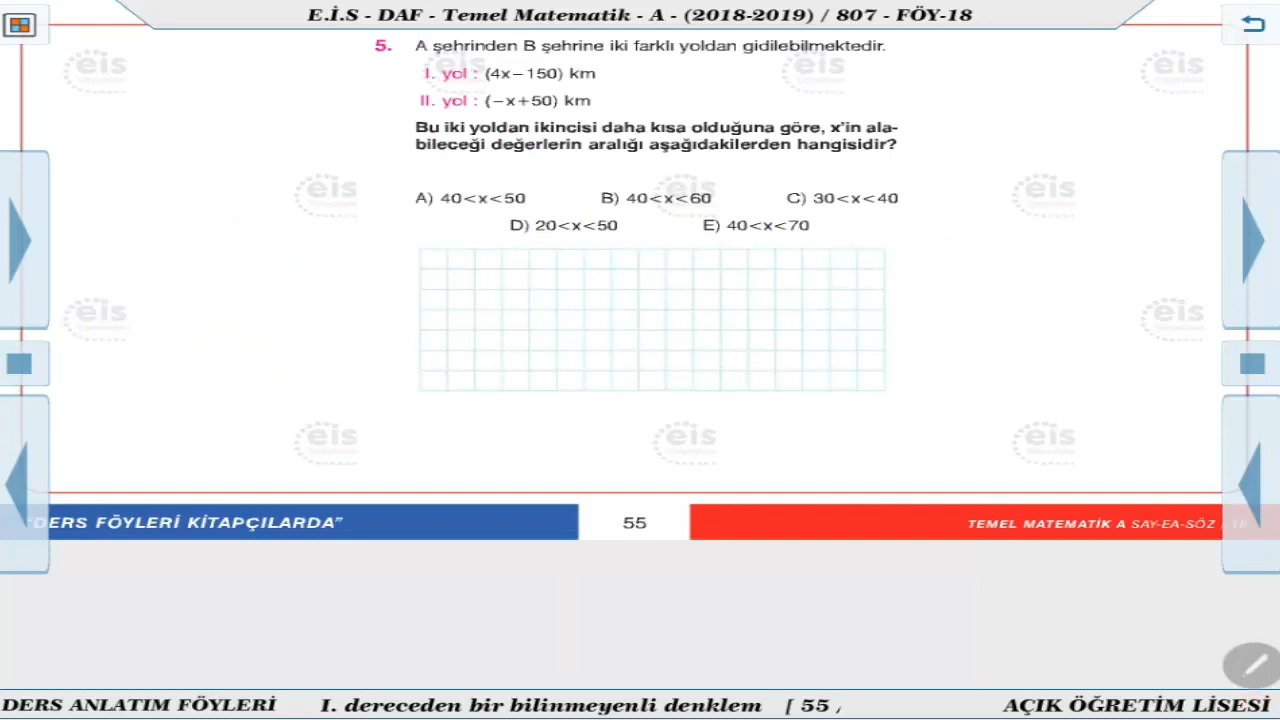 E.İ.S - DAF - Temel Matematik - A - (2018-2019) / 807 - FÖY-18
5. A şehrinden B şehrine iki farklı yoldan gidilebilmektedir.
I. yol : (4x−150) km
II. yol : (−x+50) km
Bu iki yoldan ikincisi daha kısa olduğuna göre, x'in ala-
bileceği değerlerin aralığı aşağıdakilerden hangisidir?
A) 40<x<50 B) 40<x<60 C) 30<x<40
D) 20<x<50 E) 40<x<70
eis
"DERS FÖYLERİ KİTAPÇILARDA" 55 TEMEL MATEMATİK A SAY-EA-SÖZ / 18
DERS ANLATIM FÖYLERİ I. dereceden bir bilinmeyenli denklem [ 55 / AÇIK ÖĞRETİM LİSESİ